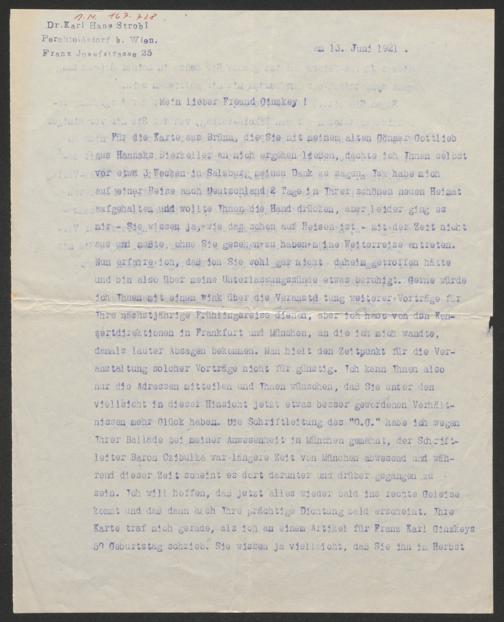 I.N. 167.728
Dr. Karl Hans Strobl
Perchtoldsdorf b. Wien.
Franz Josefstrasse 25
am 13. Juni 1921 .
Mein lieber Freund Ginzkey !
Für die Karte aus Brünn, die Sie mit meinem alten Gönner Gottlieb
aus Hannaks Bierkeller an mich ergehen ließen, dachte ich Ihnen selbst
vor etwa 3 Wochen in Salzburg meinen Dank zu sagen. Ich habe mich
auf einer Reise nach Deutschland 2 Tage in Ihrer schönen neuen Heimat
aufgehalten und wollte Ihnen die Hand drücken, aber leider ging es
mir - Sie wissen ja, wie das schon auf Reisen ist - mit der Zeit nicht
aus und mußte, ohne Sie gesehen zu haben meine Weiterreise antreten.
Nun erfahre ich, daß ich Sie wohl gar nicht daheim getroffen hätte
und bin also über meine Unterlassungssünde etwas beruhigt. Gerne würde
ich Ihnen mit einem Wink über die Veranstaltung weiterer Vorträge für
Ihre nächstjährige Frühlingsreise dienen, aber ich habe von den Kon-
zertdirektionen in Frankfurt und München, an die ich mich wandte,
damals lauter Absagen bekommen. Man hielt den Zeitpunkt für die Ver-
anstaltung solcher Vorträge nicht für günstig. Ich kann Ihnen also
nur die Adressen mitteilen und Ihnen wünschen, daß Sie unter den
vielleicht in dieser Hinsicht jetzt etwas besser gewordenen Verhält-
nissen mehr Glück haben. Die Schriftleitung des "O.G." habe ich wegen
Ihrer Ballade bei meiner Anwesenheit in München gemahnt, der Schrift-
leiter Baron Czibulka war längere Zeit von München abwesend und wäh-
rend dieser Zeit scheint es dort darunter und drüber gegangen zu
sein. Ich will hoffen, daß jetzt alles wieder bald ins rechte Geleise
kommt und daß dann auch Ihre prächtige Dichtung bald erscheint. Ihre
Karte traf mich gerade, als ich an einem Artikel für Franz Karl Ginzkeys
50 Geburtstag schrieb. Sie wissen ja vielleicht, daß Sie ihn im Herbst